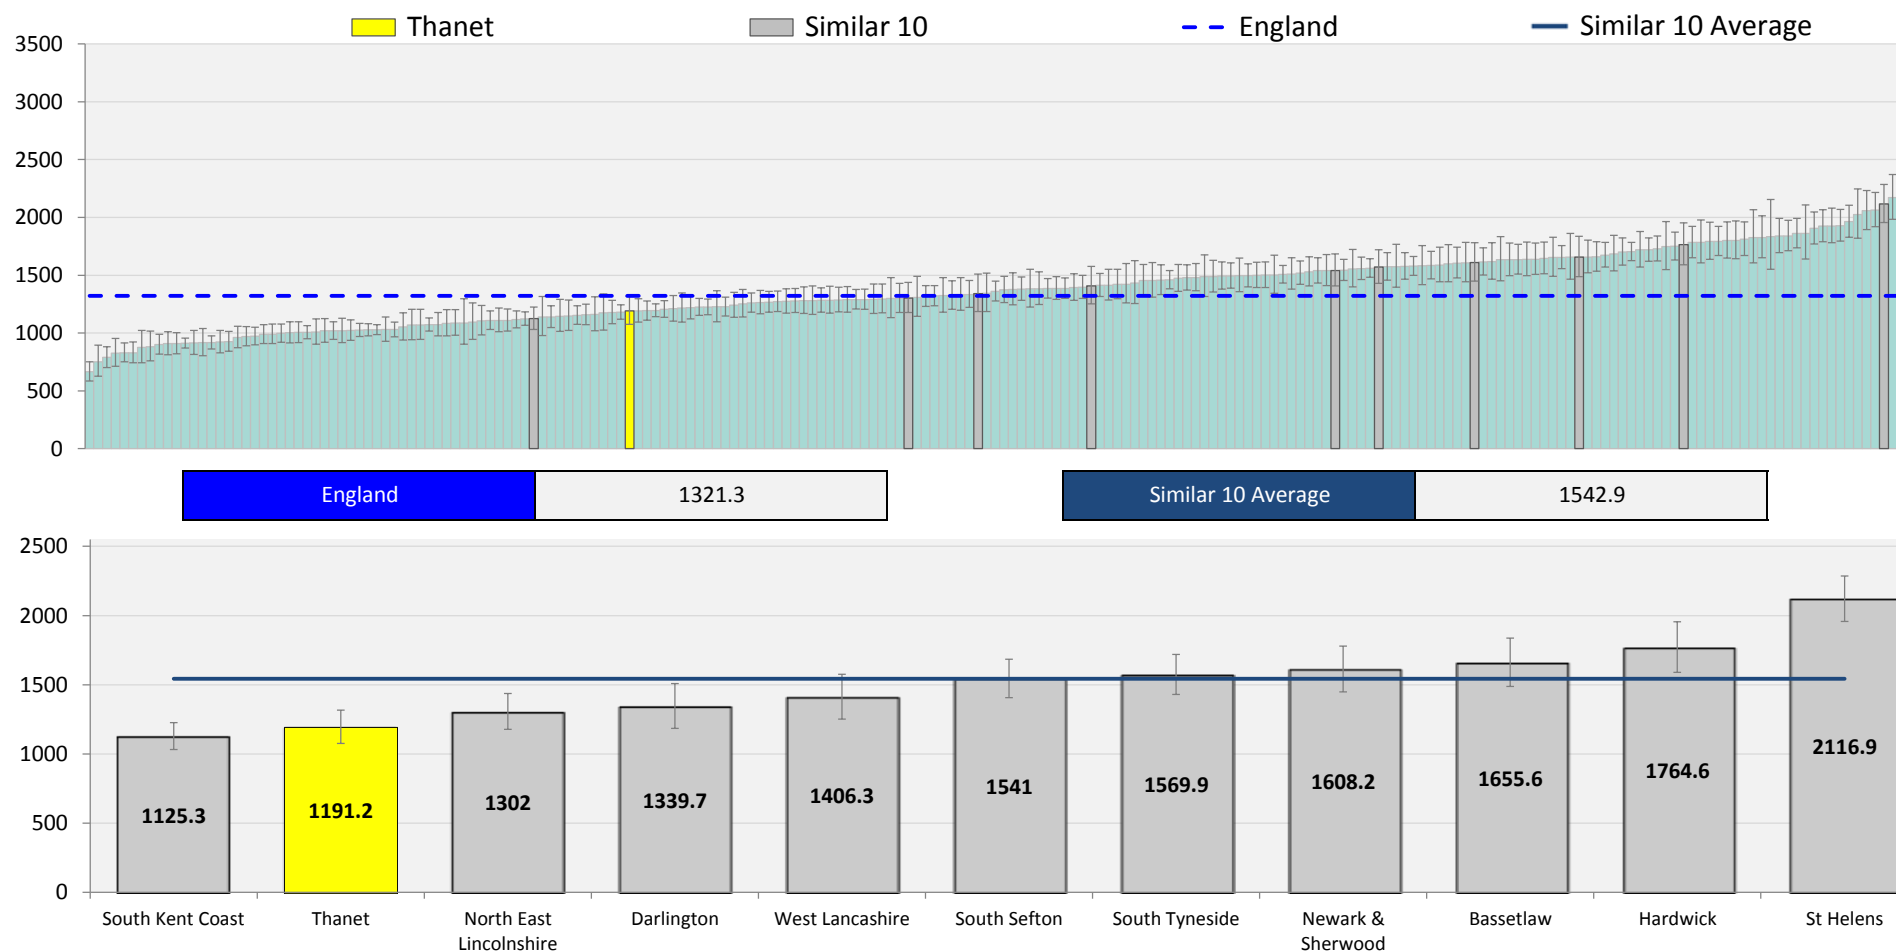 Thanet
Similar 10
England
Similar 10 Average
3500
3000
2500
2000
1500
1000
500
0
England 1321.3
Similar 10 Average 1542.9
2500
2000
1500
1000
500
0
1125.3
1191.2
1302
1339.7
1406.3
1541
1569.9
1608.2
1655.6
1764.6
2116.9
South Kent Coast
Thanet
North East
Lincolnshire
Darlington
West Lancashire
South Sefton
South Tyneside
Newark &
Sherwood
Bassetlaw
Hardwick
St Helens